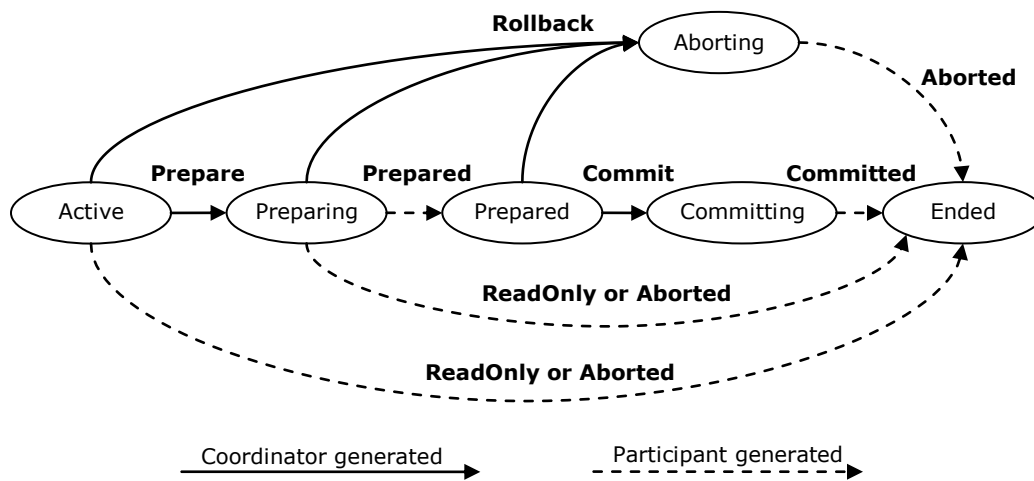 Rollback
Aborting
Aborted
Prepare
Prepared
Commit
Committed
Active
Preparing
Prepared
Committing
Ended
ReadOnly or Aborted
ReadOnly or Aborted
Coordinator generated
Participant generated